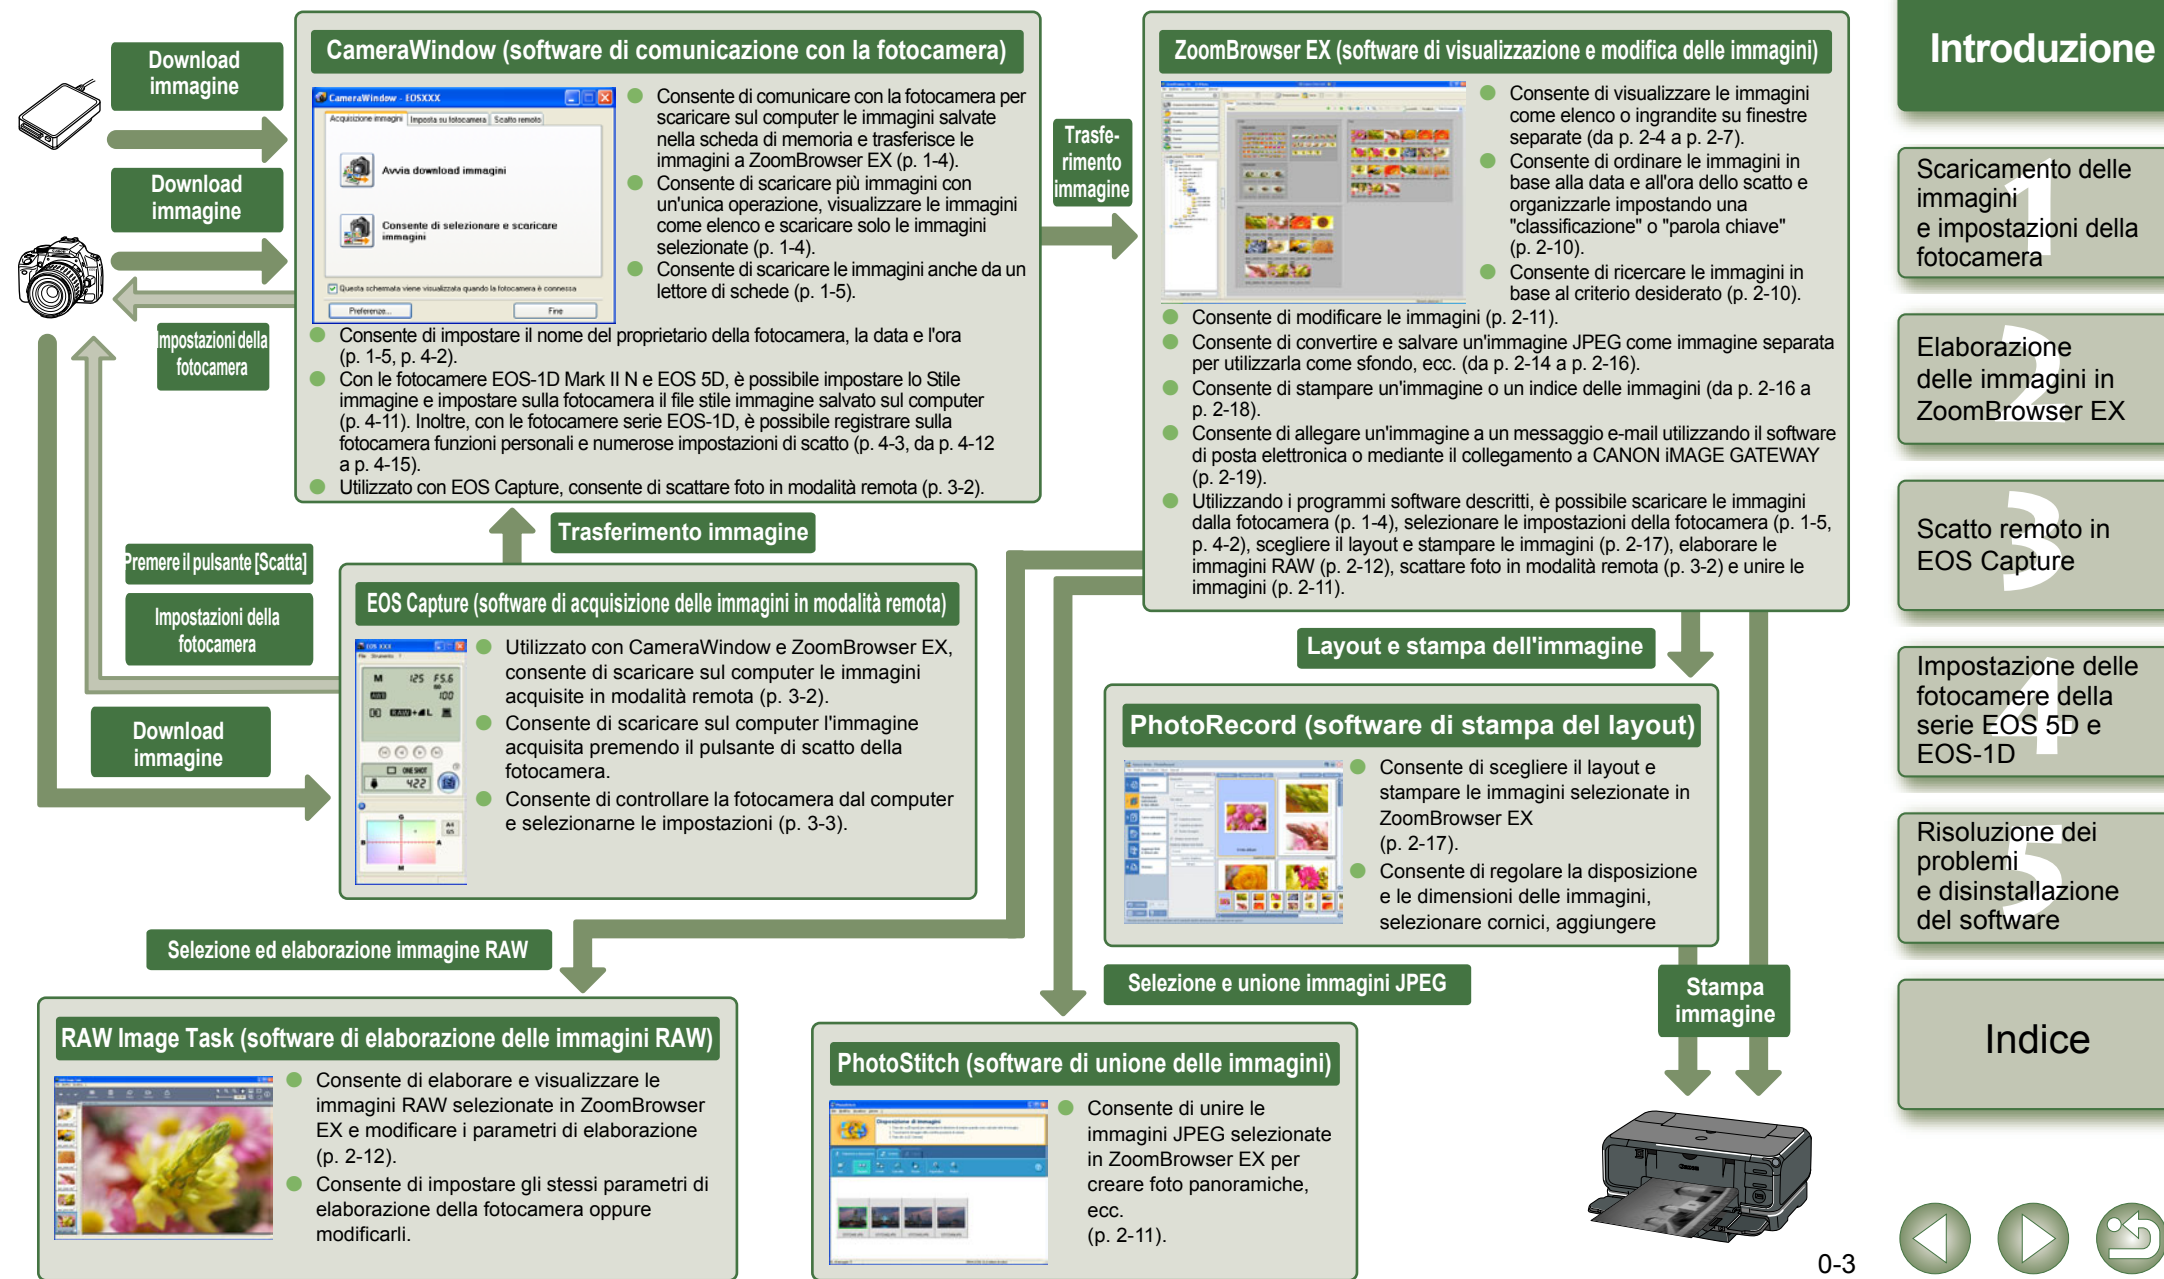 Download
immagine
Download
immagine
Impostazioni della
fotocamera
CameraWindow (software di comunicazione con la fotocamera)
CameraWindow - EOSXXX
Acquisizione immagini
Imposta su fotocamera
Scatto remoto
Avvia download immagini
Consente di selezionare e scaricare
immagini
Questa schermata viene visualizzata quando la fotocamera è connessa
Preferenze...
Fine
Consente di comunicare con la fotocamera per
scaricare sul computer le immagini salvate
nella scheda di memoria e trasferisce le
immagini a ZoomBrowser EX (p. 1-4).
Consente di scaricare più immagini con
un'unica operazione, visualizzare le immagini
come elenco e scaricare solo le immagini
selezionate (p. 1-4).
Consente di scaricare le immagini anche da un
lettore di schede (p. 1-5).
Consente di impostare il nome del proprietario della fotocamera, la data e l'ora
(p. 1-5, p. 4-2).
Con le fotocamere EOS-1D Mark II N e EOS 5D, è possibile impostare lo Stile
immagine e impostare sulla fotocamera il file stile immagine salvato sul computer
(p. 4-11). Inoltre, con le fotocamere serie EOS-1D, è possibile registrare sulla
fotocamera funzioni personali e numerose impostazioni di scatto (p. 4-3, da p. 4-12
a p. 4-15).
Utilizzato con EOS Capture, consente di scattare foto in modalità remota (p. 3-2).
Trasfe-
rimento
immagine
ZoomBrowser EX (software di visualizzazione e modifica delle immagini)
Consente di visualizzare le immagini
come elenco o ingrandite su finestre
separate (da p. 2-4 a p. 2-7).
Consente di ordinare le immagini in
base alla data e all'ora dello scatto e
organizzarle impostando una
"classificazione" o "parola chiave"
(p. 2-10).
Consente di ricercare le immagini in
base al criterio desiderato (p. 2-10).
Consente di modificare le immagini (p. 2-11).
Consente di convertire e salvare un'immagine JPEG come immagine separata
per utilizzarla come sfondo, ecc. (da p. 2-14 a p. 2-16).
Consente di stampare un'immagine o un indice delle immagini (da p. 2-16 a
p. 2-18).
Consente di allegare un'immagine a un messaggio e-mail utilizzando il software
di posta elettronica o mediante il collegamento a CANON iMAGE GATEWAY
(p. 2-19).
Utilizzando i programmi software descritti, è possibile scaricare le immagini
dalla fotocamera (p. 1-4), selezionare le impostazioni della fotocamera (p. 1-5,
p. 4-2), scegliere il layout e stampare le immagini (p. 2-17), elaborare le
immagini RAW (p. 2-12), scattare foto in modalità remota (p. 3-2) e unire le
immagini (p. 2-11).
Trasferimento immagine
Premere il pulsante [Scatta]
Impostazioni della
fotocamera
Download
immagine
EOS Capture (software di acquisizione delle immagini in modalità remota)
EOS XXX
File Strumento ?
M 125 F5.6
100
RAW + L
ONE SHOT
422
G
B A
M
A4
G5
Utilizzato con CameraWindow e ZoomBrowser EX,
consente di scaricare sul computer le immagini
acquisite in modalità remota (p. 3-2).
Consente di scaricare sul computer l'immagine
acquisita premendo il pulsante di scatto della
fotocamera.
Consente di controllare la fotocamera dal computer
e selezionarne le impostazioni (p. 3-3).
Layout e stampa dell'immagine
PhotoRecord (software di stampa del layout)
Consente di scegliere il layout e
stampare le immagini selezionate in
ZoomBrowser EX
(p. 2-17).
Consente di regolare la disposizione
e le dimensioni delle immagini,
selezionare cornici, aggiungere
Selezione ed elaborazione immagine RAW
RAW Image Task (software di elaborazione delle immagini RAW)
Consente di elaborare e visualizzare le
immagini RAW selezionate in ZoomBrowser
EX e modificare i parametri di elaborazione
(p. 2-12).
Consente di impostare gli stessi parametri di
elaborazione della fotocamera oppure
modificarli.
Selezione e unione immagini JPEG
PhotoStitch (software di unione delle immagini)
Disposizione di immagini
Consente di unire le
immagini JPEG selezionate
in ZoomBrowser EX per
creare foto panoramiche,
ecc.
(p. 2-11).
Stampa
immagine
Canon
0-3
Introduzione
1
Scaricamento delle
immagini
e impostazioni della
fotocamera
2
Elaborazione
delle immagini in
ZoomBrowser EX
3
Scatto remoto in
EOS Capture
4
Impostazione delle
fotocamere della
serie EOS 5D e
EOS-1D
5
Risoluzione dei
problemi
e disinstallazione
del software
Indice